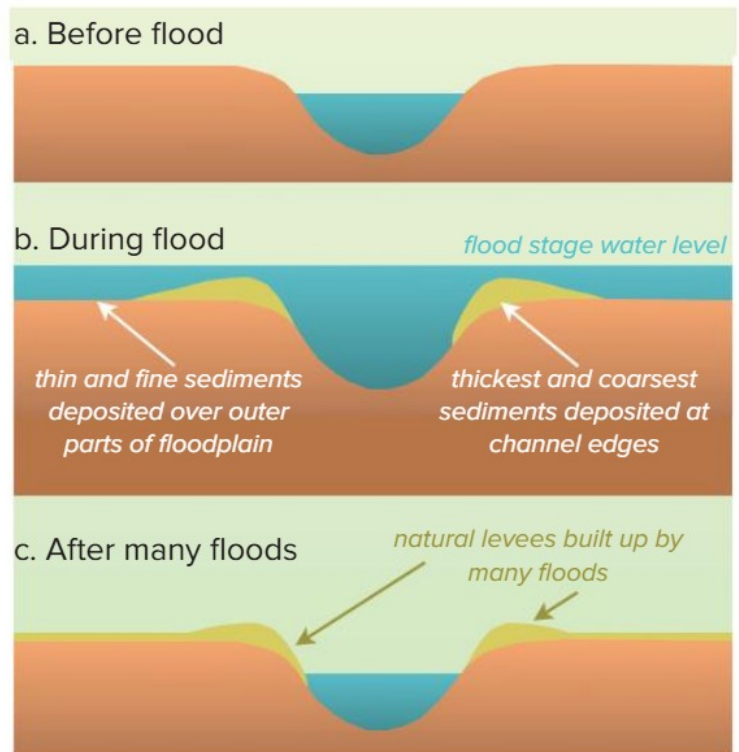 a. Before flood
b. During flood
flood stage water level
thin and fine sediments
deposited over outer
parts of floodplain
thickest and coarsest
sediments deposited at
channel edges
c. After many floods
natural levees built up by
many floods